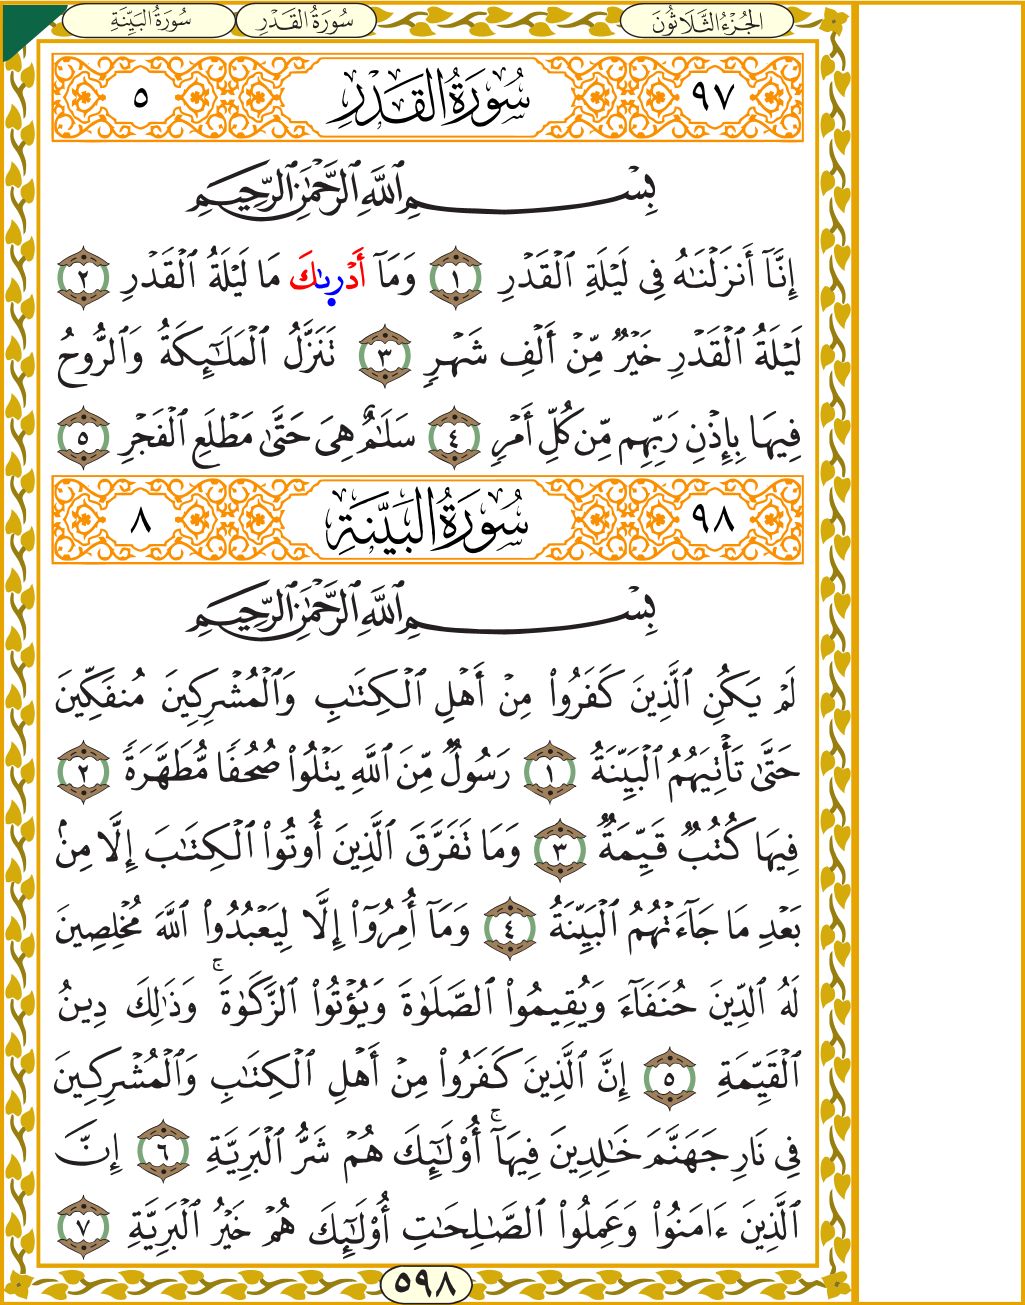 الجُزْءُ الثَّلَاثُونَ سُورَةُ القَدْرِ سُورَةُ البَيِّنَةِ
٩٧ سُورَةُ القَدْرِ ٥
بِسْمِ ٱللَّهِ ٱلرَّحْمَٰنِ ٱلرَّحِيمِ
إِنَّآ أَنزَلْنَٰهُ فِى لَيْلَةِ ٱلْقَدْرِ ١ وَمَآ أَدْرىٰكَ مَا لَيْلَةُ ٱلْقَدْرِ ٢
لَيْلَةُ ٱلْقَدْرِ خَيْرٌ مِّنْ أَلْفِ شَهْرٍ ٣ تَنَزَّلُ ٱلْمَلَٰٓئِكَةُ وَٱلرُّوحُ
فِيهَا بِإِذْنِ رَبِّهِم مِّن كُلِّ أَمْرٍ ٤ سَلَٰمٌ هِىَ حَتَّىٰ مَطْلَعِ ٱلْفَجْرِ ٥
٩٨ سُورَةُ البَيِّنَةِ ٨
بِسْمِ ٱللَّهِ ٱلرَّحْمَٰنِ ٱلرَّحِيمِ
لَمْ يَكُنِ ٱلَّذِينَ كَفَرُوا۟ مِنْ أَهْلِ ٱلْكِتَٰبِ وَٱلْمُشْرِكِينَ مُنفَكِّينَ
حَتَّىٰ تَأْتِيَهُمُ ٱلْبَيِّنَةُ ١ رَسُولٌ مِّنَ ٱللَّهِ يَتْلُوا۟ صُحُفًا مُّطَهَّرَةً ٢
فِيهَا كُتُبٌ قَيِّمَةٌ ٣ وَمَا تَفَرَّقَ ٱلَّذِينَ أُوتُوا۟ ٱلْكِتَٰبَ إِلَّا مِنۢ
بَعْدِ مَا جَآءَتْهُمُ ٱلْبَيِّنَةُ ٤ وَمَآ أُمِرُوٓا۟ إِلَّا لِيَعْبُدُوا۟ ٱللَّهَ مُخْلِصِينَ
لَهُ ٱلدِّينَ حُنَفَآءَ وَيُقِيمُوا۟ ٱلصَّلَوٰةَ وَيُؤْتُوا۟ ٱلزَّكَوٰةَ ۚ وَذَٰلِكَ دِينُ
ٱلْقَيِّمَةِ ٥ إِنَّ ٱلَّذِينَ كَفَرُوا۟ مِنْ أَهْلِ ٱلْكِتَٰبِ وَٱلْمُشْرِكِينَ
فِى نَارِ جَهَنَّمَ خَٰلِدِينَ فِيهَآ ۚ أُو۟لَٰٓئِكَ هُمْ شَرُّ ٱلْبَرِيَّةِ ٦ إِنَّ
ٱلَّذِينَ ءَامَنُوا۟ وَعَمِلُوا۟ ٱلصَّٰلِحَٰتِ أُو۟لَٰٓئِكَ هُمْ خَيْرُ ٱلْبَرِيَّةِ ٧
٥٩٨